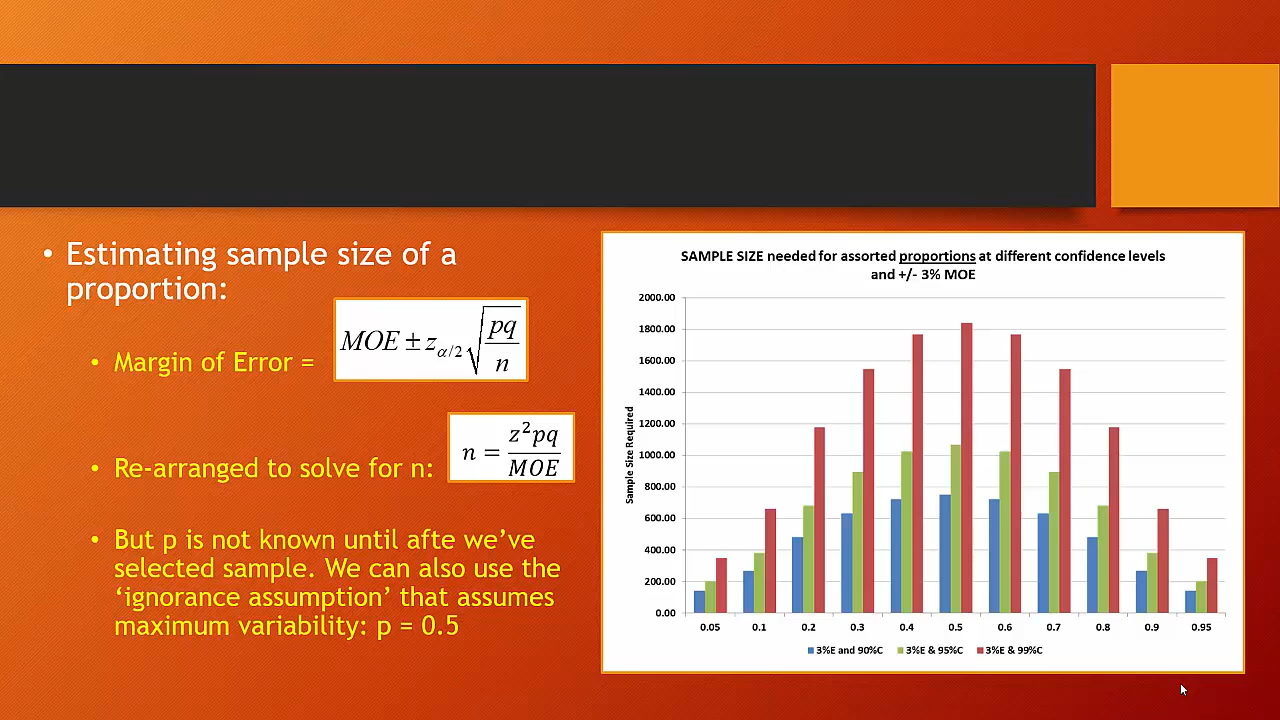 • Estimating sample size of a
proportion:
• Margin of Error =
MOE ± z_{α/2} √(pq/n)
• Re-arranged to solve for n:
n = z²pq/MOE
• But p is not known until afte we’ve
selected sample. We can also use the
‘ignorance assumption’ that assumes
maximum variability: p = 0.5
SAMPLE SIZE needed for assorted proportions at different confidence levels
and +/- 3% MOE
Sample Size Required
2000.00
1800.00
1600.00
1400.00
1200.00
1000.00
800.00
600.00
400.00
200.00
0.00
0.05 0.1 0.2 0.3 0.4 0.5 0.6 0.7 0.8 0.9 0.95
3%E and 90%C 3%E & 95%C 3%E & 99%C